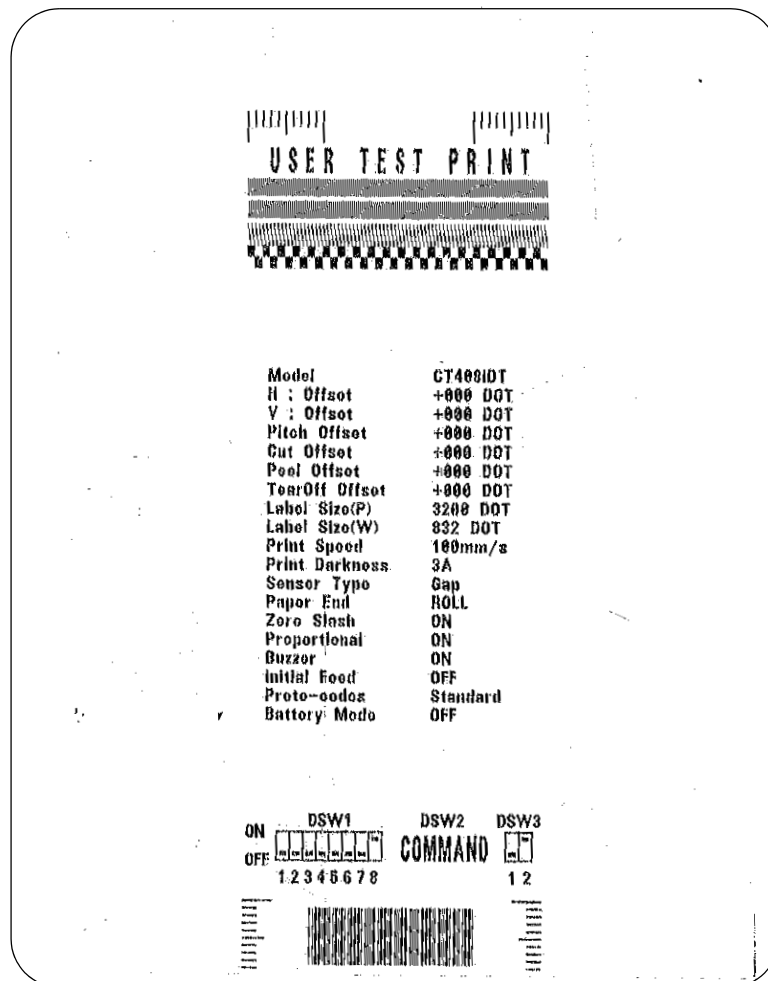 USER TEST PRINT
Model CT408iDT
H : Offset +000 DOT
V : Offset +000 DOT
Pitch Offset +000 DOT
Cut Offset +000 DOT
Peel Offset +000 DOT
TearOff Offset +000 DOT
Label Size(P) 3200 DOT
Label Size(W) 832 DOT
Print Speed 100mm/s
Print Darkness 3A
Sensor Type Gap
Paper End ROLL
Zero Slash ON
Proportional ON
Buzzer ON
Initial Feed OFF
Proto-codes Standard
Battery Mode OFF
DSW1 DSW2 DSW3
ON
COMMAND
OFF
12345678 12